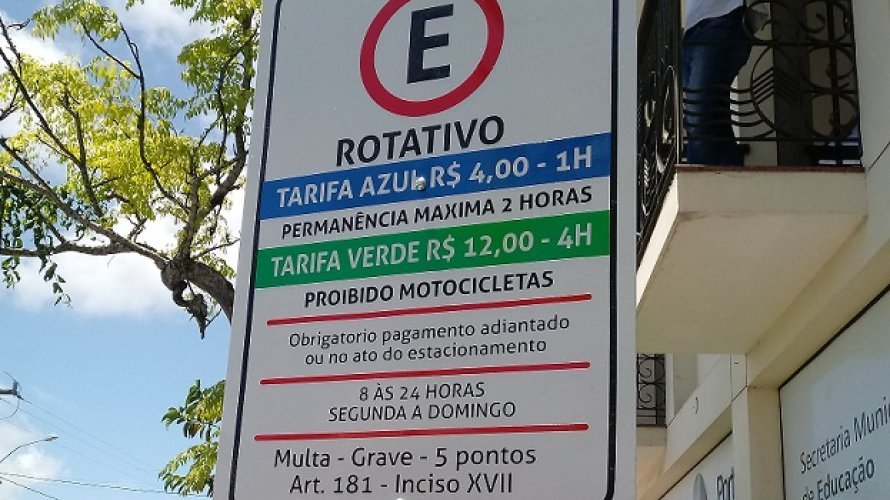 E
ROTATIVO
TARIFA AZUL R$ 4,00 - 1H
PERMANÊNCIA MAXIMA 2 HORAS
TARIFA VERDE R$ 12,00 - 4H
PROIBIDO MOTOCICLETAS
Obrigatorio pagamento adiantado
ou no ato do estacionamento
8 ÀS 24 HORAS
SEGUNDA A DOMINGO
Multa - Grave - 5 pontos
Art. 181 - Inciso XVII
Secretaria Muni
de Educação
Port